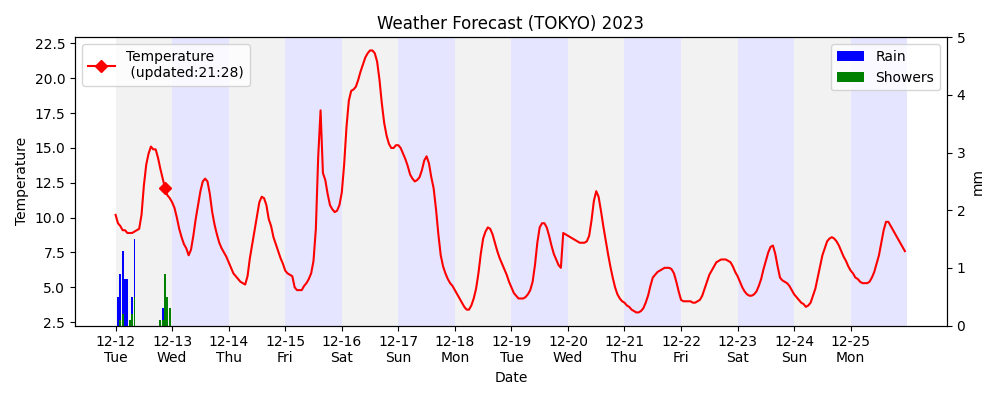 Weather Forecast (TOKYO) 2023
Temperature
(updated:21:28)
Rain
Showers
Temperature
22.5
20.0
17.5
15.0
12.5
10.0
7.5
5.0
2.5
mm
5
4
3
2
1
0
12-12 12-13 12-14 12-15 12-16 12-17 12-18 12-19 12-20 12-21 12-22 12-23 12-24 12-25
Tue Wed Thu Fri Sat Sun Mon Tue Wed Thu Fri Sat Sun Mon
Date